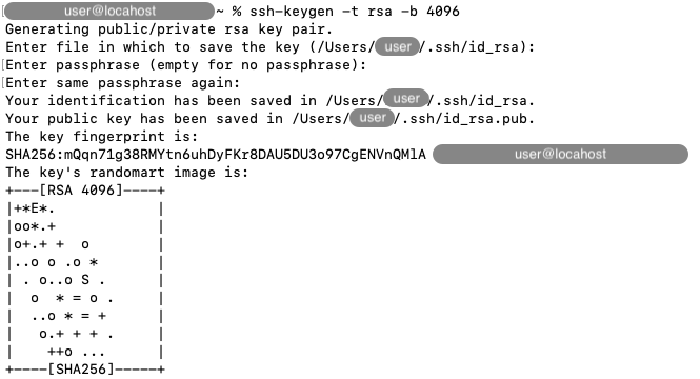 user@locahost ~ % ssh-keygen -t rsa -b 4096
Generating public/private rsa key pair.
Enter file in which to save the key (/Users/ user /.ssh/id_rsa):
[Enter passphrase (empty for no passphrase):
[Enter same passphrase again:
Your identification has been saved in /Users/ user /.ssh/id_rsa.
Your public key has been saved in /Users/ user /.ssh/id_rsa.pub.
The key fingerprint is:
SHA256:mQqn71g38RMYtn6uhDyFKr8DAU5DU3o97CgENVnQMlA user@locahost
The key's randomart image is:
+---[RSA 4096]----+
|+*E*.            |
|oo*.+            |
|o+.+ +  o        |
|..o o .o *       |
| . o..o S .      |
|  o  * = o .     |
|  ..o * = +      |
|   o.+ + + .     |
|    ++o ...      |
+----[SHA256]-----+